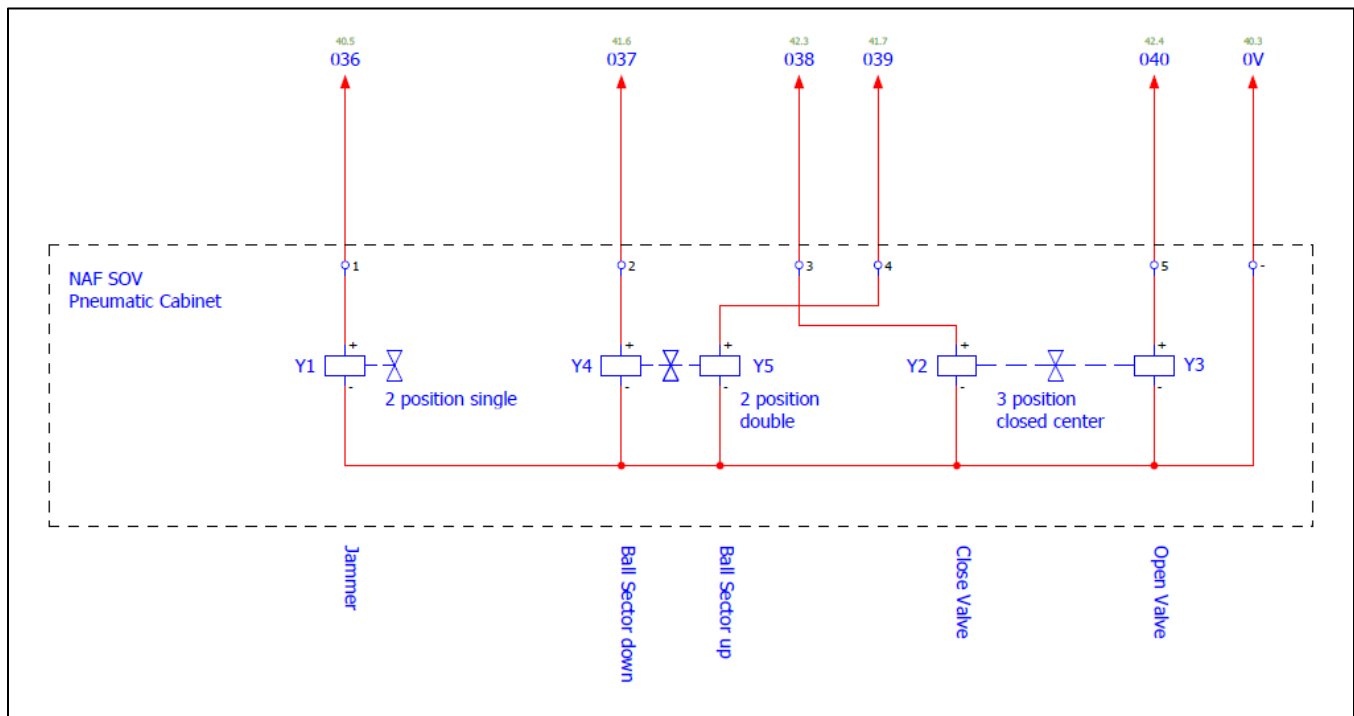 40.5
41.6
42.3
41.7
42.4
40.3
036
037
038
039
040
0V
1
2
3
4
5
-
NAF SOV
Pneumatic Cabinet
+
+
+
+
+
Y1
Y4
Y5
Y2
Y3
-
-
-
-
-
2 position single
2 position
double
3 position
closed center
Jammer
Ball Sector down
Ball Sector up
Close Valve
Open Valve